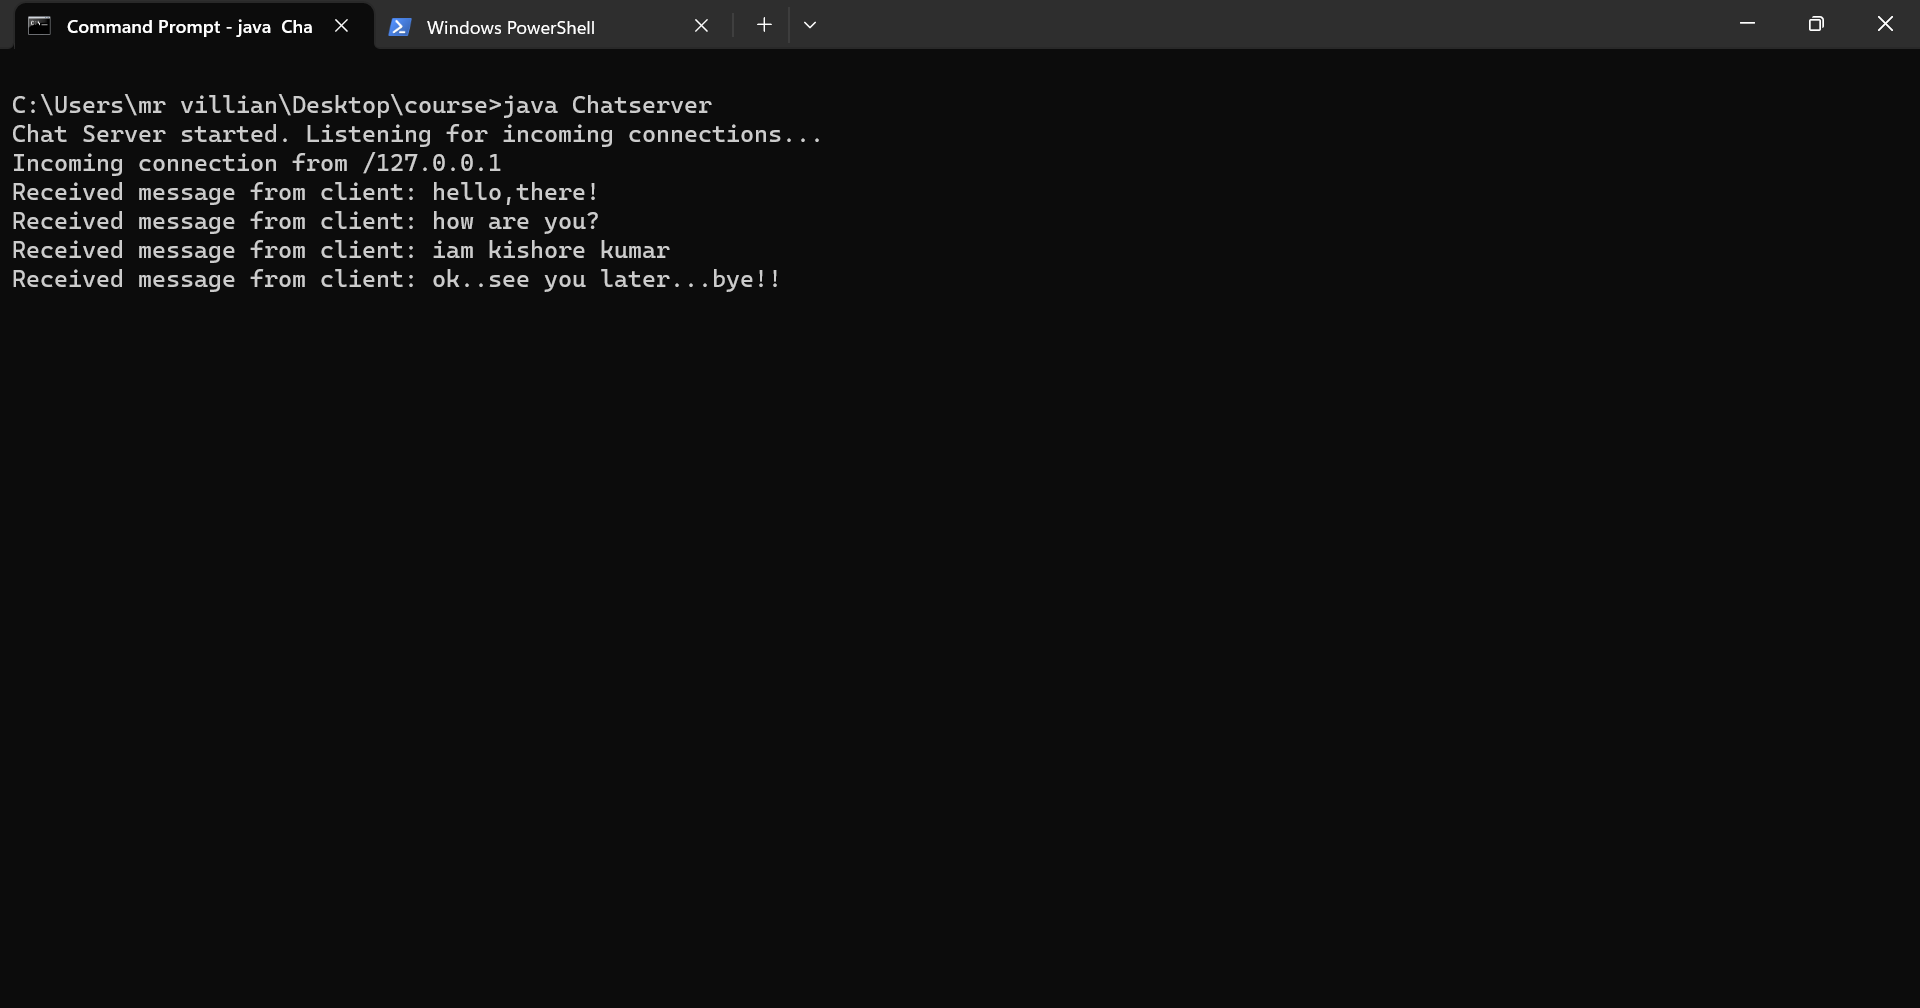 Command Prompt - java  Cha
Windows PowerShell
C:\Users\mr villian\Desktop\course>java Chatserver
Chat Server started. Listening for incoming connections...
Incoming connection from /127.0.0.1
Received message from client: hello,there!
Received message from client: how are you?
Received message from client: iam kishore kumar
Received message from client: ok..see you later...bye!!